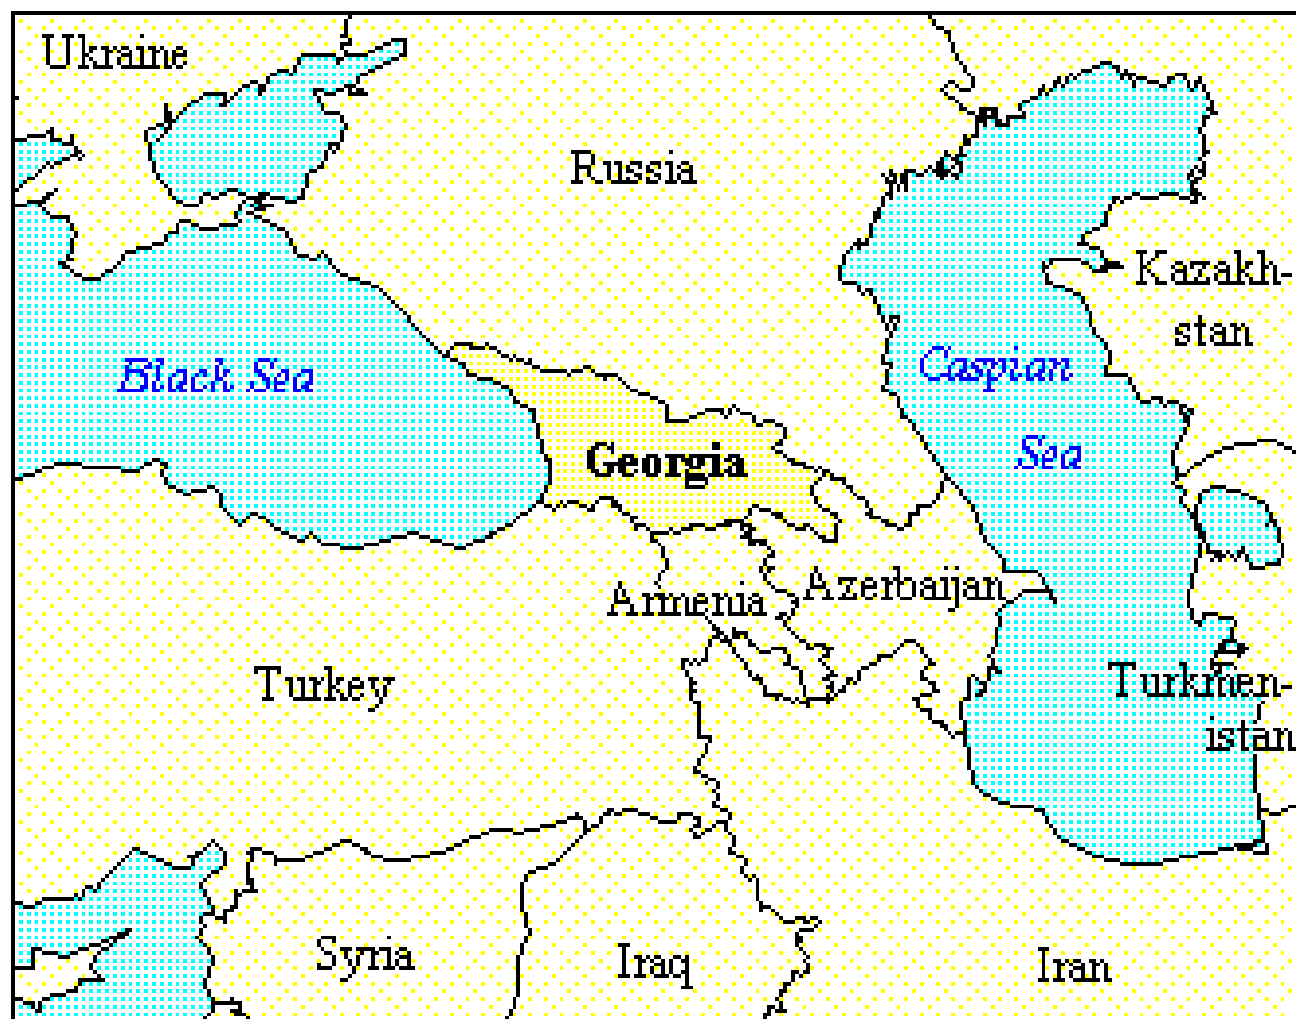 Ukraine
Russia
Kazakh-
stan
Black Sea
Caspian
Sea
Georgia
Armenia
Azerbaijan
Turkey
Turkmen-
istan
Syria
Iraq
Iran